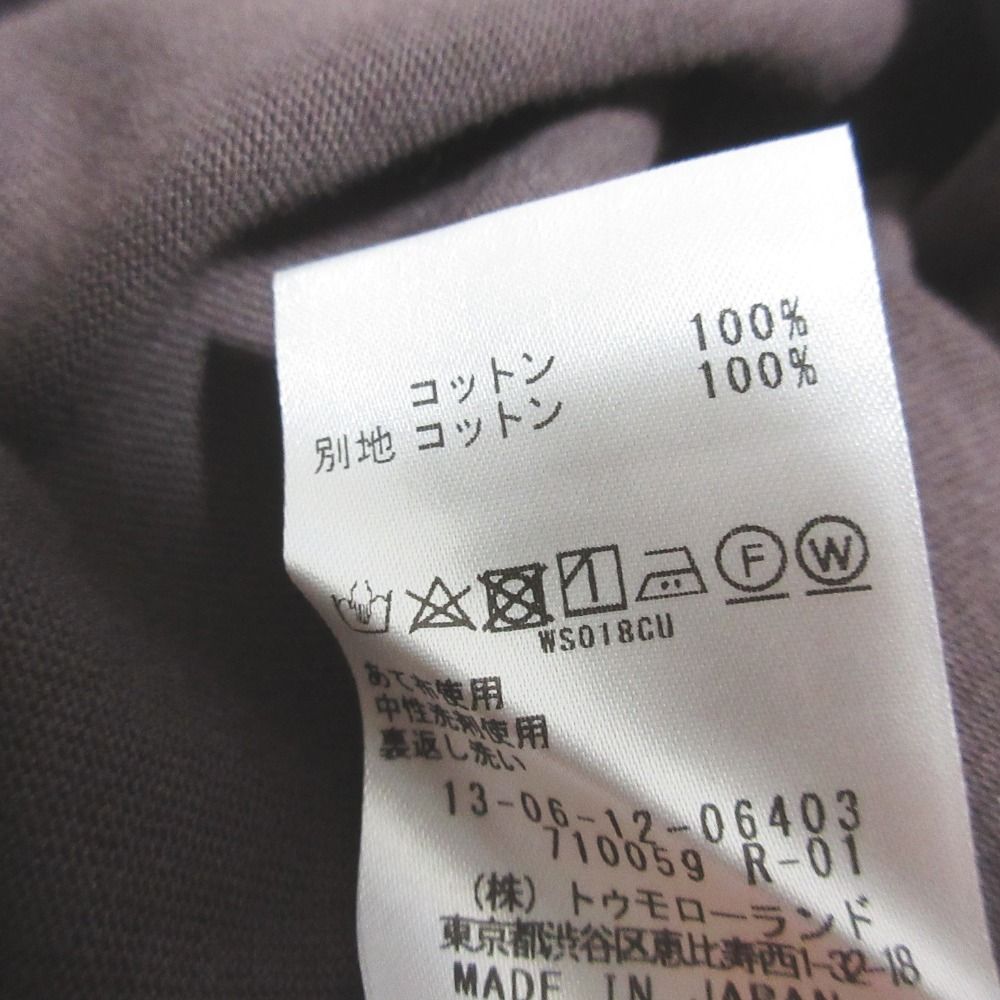 コットン 100%
別地 コットン 100%
F W
WS018CU
あて布使用
中性洗剤使用
裏返し洗い
13-06-12-06403
710059 R-01
(株) トゥモローランド
東京都渋谷区恵比寿西1-32-18
MADE IN JAPAN